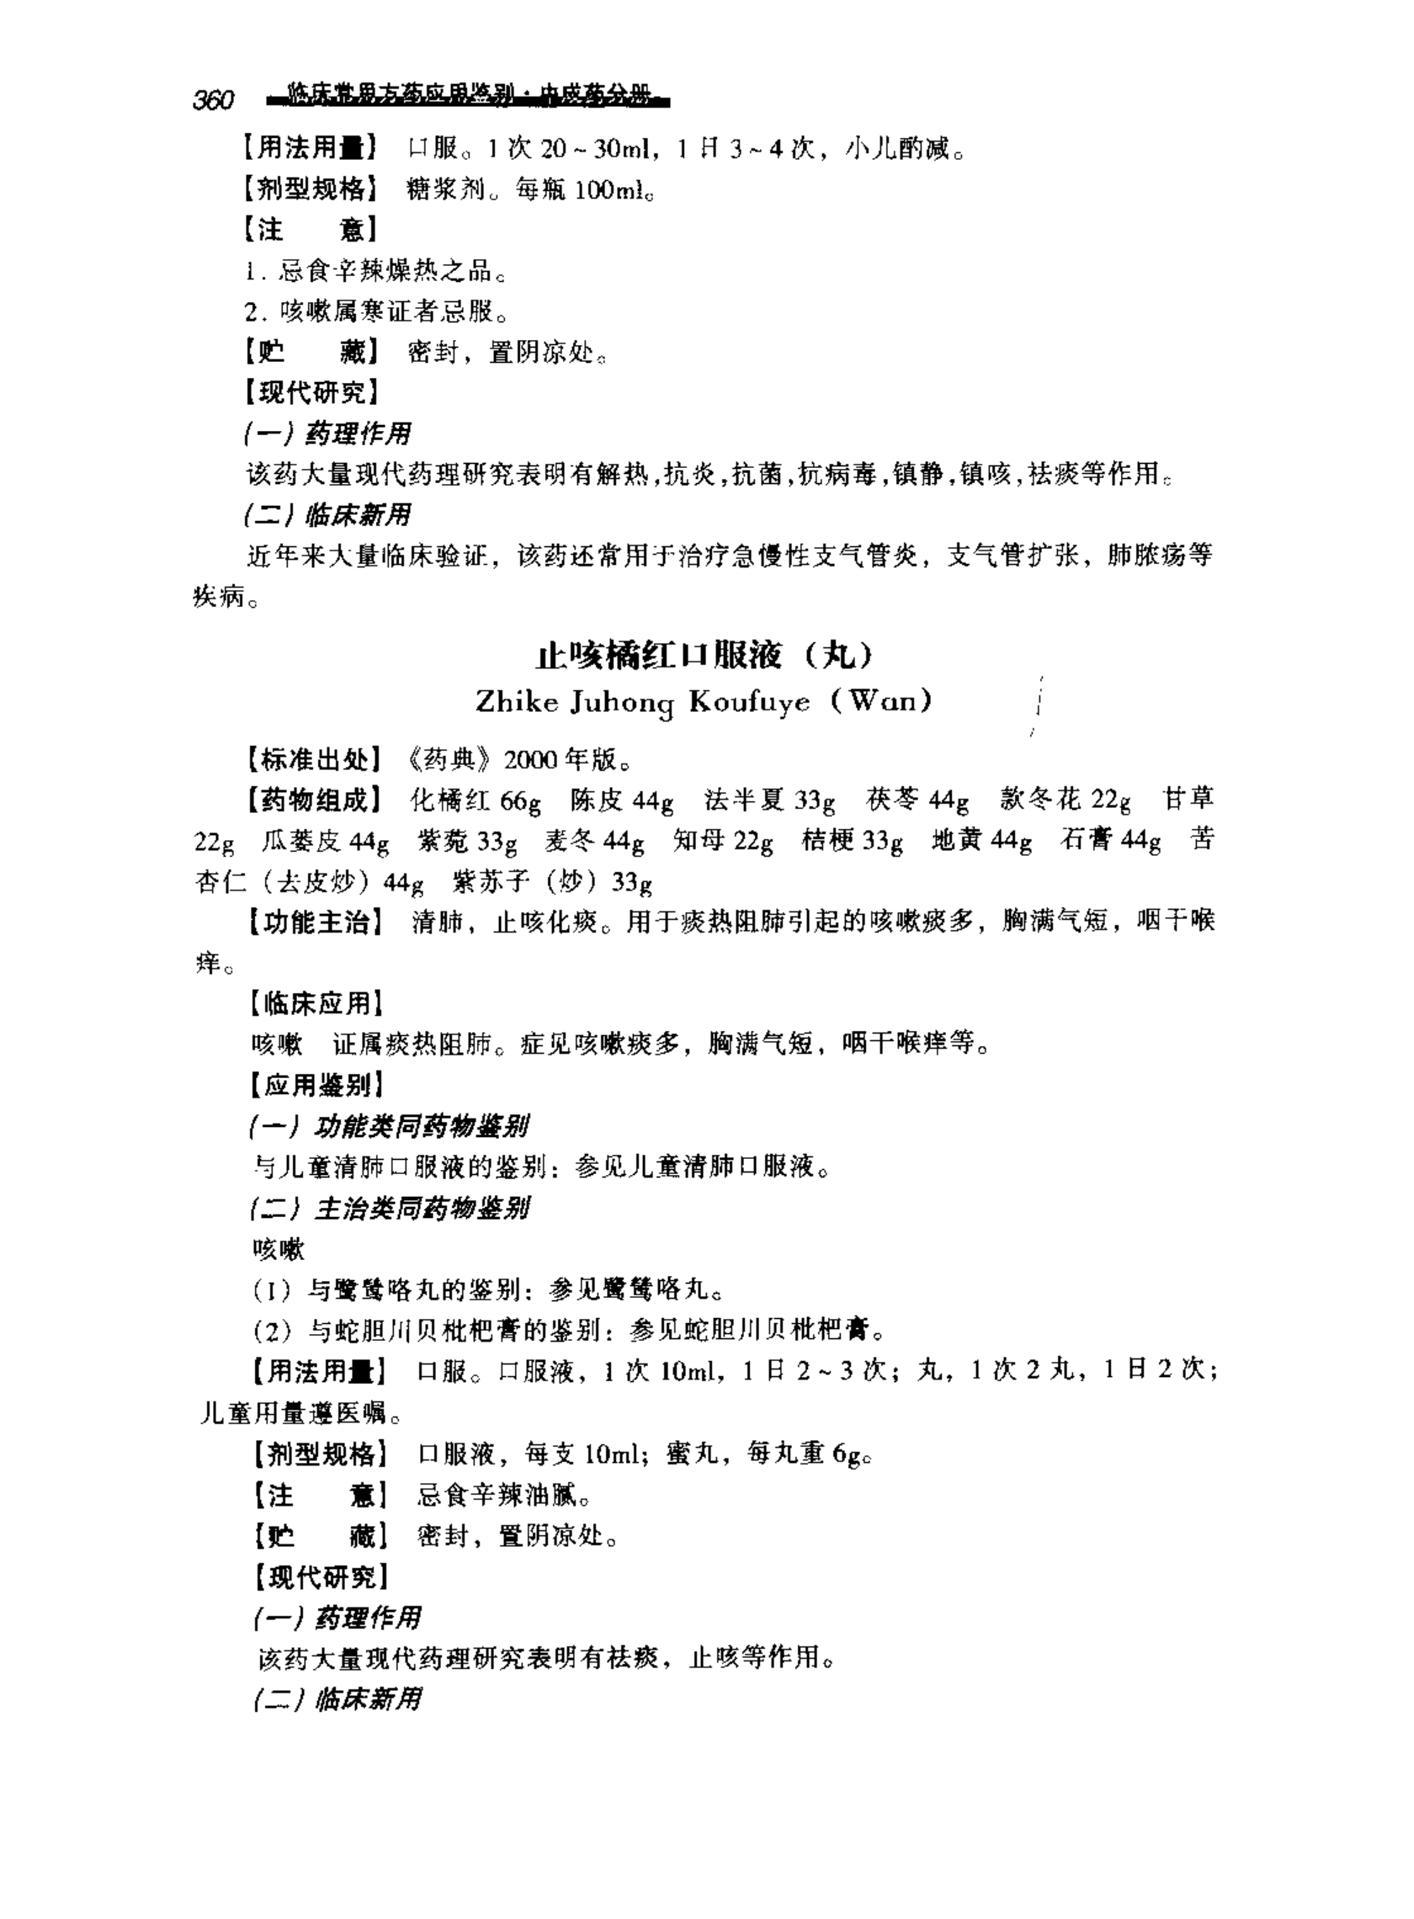 360 临床常用方药应用鉴别·中成药分册
【用法用量】 口服。1次20~30ml，1日3~4次，小儿酌减。
【剂型规格】 糖浆剂。每瓶100ml。
【注　　意】
1. 忌食辛辣燥热之品。
2. 咳嗽属寒证者忌服。
【贮　　藏】 密封，置阴凉处。
【现代研究】
(一) 药理作用
该药大量现代药理研究表明有解热,抗炎,抗菌,抗病毒,镇静,镇咳,祛痰等作用。
(二) 临床新用
近年来大量临床验证，该药还常用于治疗急慢性支气管炎，支气管扩张，肺脓疡等
疾病。
止咳橘红口服液（丸）
Zhike Juhong Koufuye (Wan)
【标准出处】 《药典》2000年版。
【药物组成】 化橘红66g 陈皮44g 法半夏33g 茯苓44g 款冬花22g 甘草
22g 瓜蒌皮44g 紫菀33g 麦冬44g 知母22g 桔梗33g 地黄44g 石膏44g 苦
杏仁（去皮炒）44g 紫苏子（炒）33g
【功能主治】 清肺，止咳化痰。用于痰热阻肺引起的咳嗽痰多，胸满气短，咽干喉
痒。
【临床应用】
咳嗽 证属痰热阻肺。症见咳嗽痰多，胸满气短，咽干喉痒等。
【应用鉴别】
(一) 功能类同药物鉴别
与儿童清肺口服液的鉴别：参见儿童清肺口服液。
(二) 主治类同药物鉴别
咳嗽
(1) 与鹭鸶咯丸的鉴别：参见鹭鸶咯丸。
(2) 与蛇胆川贝枇杷膏的鉴别：参见蛇胆川贝枇杷膏。
【用法用量】 口服。口服液，1次10ml，1日2~3次；丸，1次2丸，1日2次；
儿童用量遵医嘱。
【剂型规格】 口服液，每支10ml；蜜丸，每丸重6g。
【注　　意】 忌食辛辣油腻。
【贮　　藏】 密封，置阴凉处。
【现代研究】
(一) 药理作用
该药大量现代药理研究表明有祛痰，止咳等作用。
(二) 临床新用